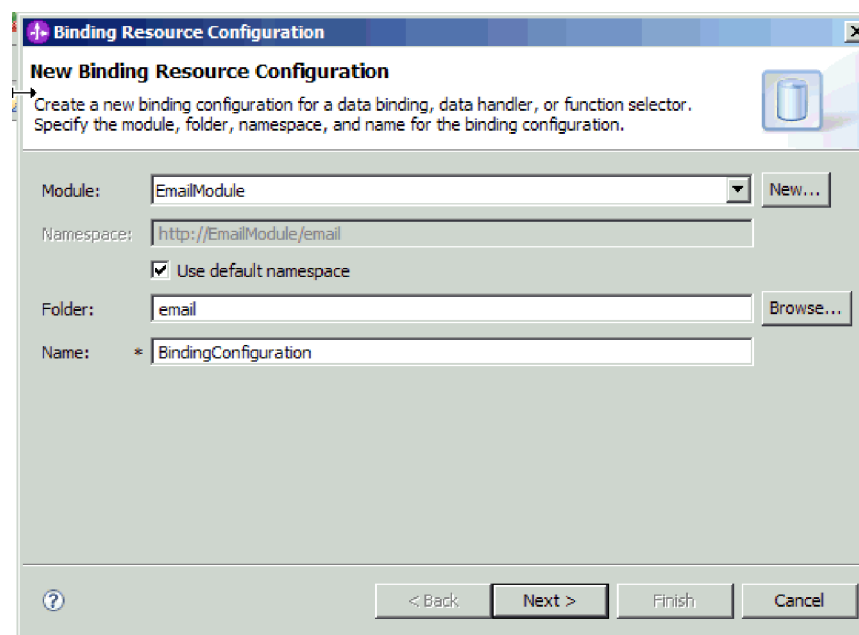 Binding Resource Configuration
New Binding Resource Configuration
Create a new binding configuration for a data binding, data handler, or function selector.
Specify the module, folder, namespace, and name for the binding configuration.
Module: EmailModule New...
Namespace: http://EmailModule/email
Use default namespace
Folder: email Browse...
Name: * BindingConfiguration
? < Back Next > Finish Cancel